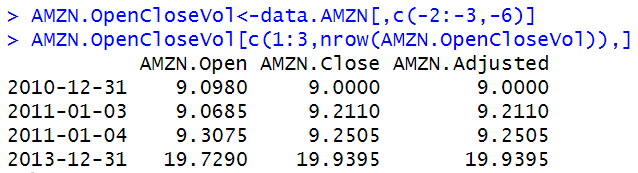 > AMZN.OpenCloseVol<-data.AMZN[,c(-2:-3,-6)]
> AMZN.OpenCloseVol[c(1:3,nrow(AMZN.OpenCloseVol)),]
AMZN.Open AMZN.Close AMZN.Adjusted
2010-12-31 9.0980 9.0000 9.0000
2011-01-03 9.0685 9.2110 9.2110
2011-01-04 9.3075 9.2505 9.2505
2013-12-31 19.7290 19.9395 19.9395